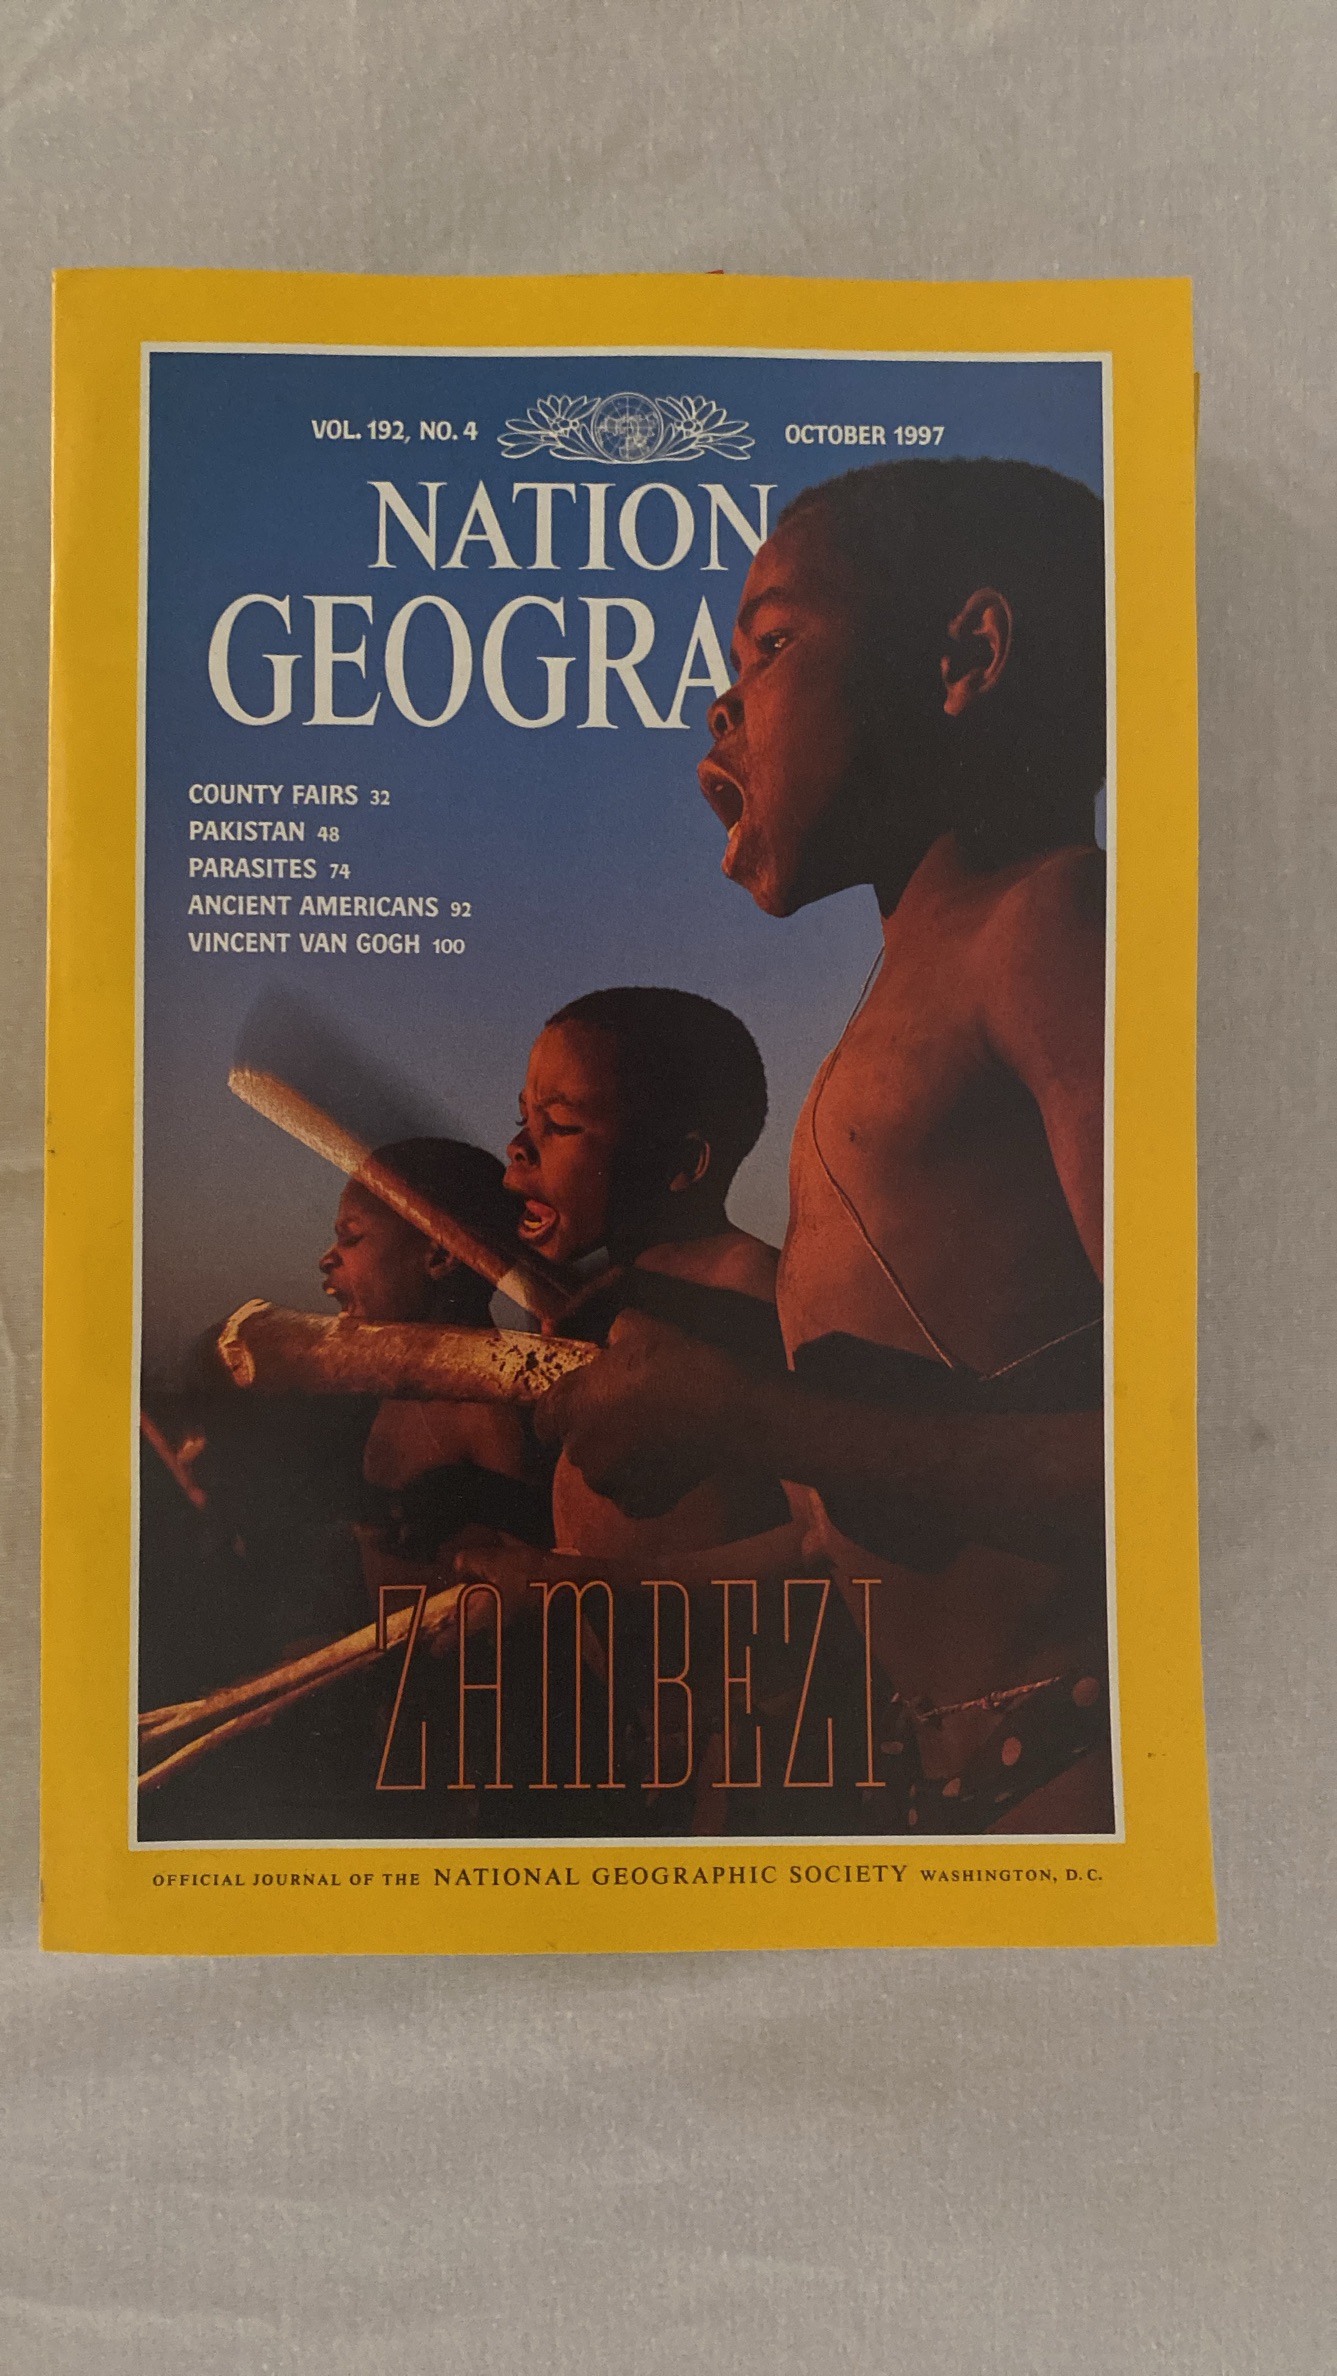 VOL. 192, NO. 4 OCTOBER 1997
NATION
GEOGRA
COUNTY FAIRS 32
PAKISTAN 48
PARASITES 74
ANCIENT AMERICANS 92
VINCENT VAN GOGH 100
ZAMBEZI
OFFICIAL JOURNAL OF THE NATIONAL GEOGRAPHIC SOCIETY WASHINGTON, D.C.